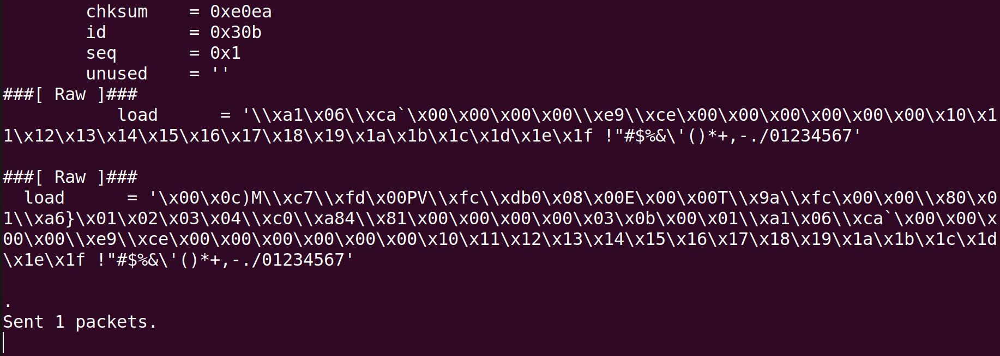 chksum = 0xe0ea
id = 0x30b
seq = 0x1
unused = ''
###[ Raw ]###
load = '\\xa1\x06\\xca`\x00\x00\x00\x00\\xe9\\xce\x00\x00\x00\x00\x00\x00\x10\x1
1\x12\x13\x14\x15\x16\x17\x18\x19\x1a\x1b\x1c\x1d\x1e\x1f !"#$%&\'()*+,-./01234567'
###[ Raw ]###
load = '\x00\x0c)M\\xc7\\xfd\x00PV\\xfc\\xdb0\x08\x00E\x00\x00T\\x9a\\xfc\x00\x00\\x80\x0
1\\xa6}\x01\x02\x03\x04\\xc0\\xa84\\x81\x00\x00\x00\x00\x03\x0b\x00\x01\\xa1\x06\\xca`\x00\x00\x
00\x00\\xe9\\xce\x00\x00\x00\x00\x00\x00\x10\x11\x12\x13\x14\x15\x16\x17\x18\x19\x1a\x1b\x1c\x1d
\x1e\x1f !"#$%&\'()*+,-./01234567'
.
Sent 1 packets.